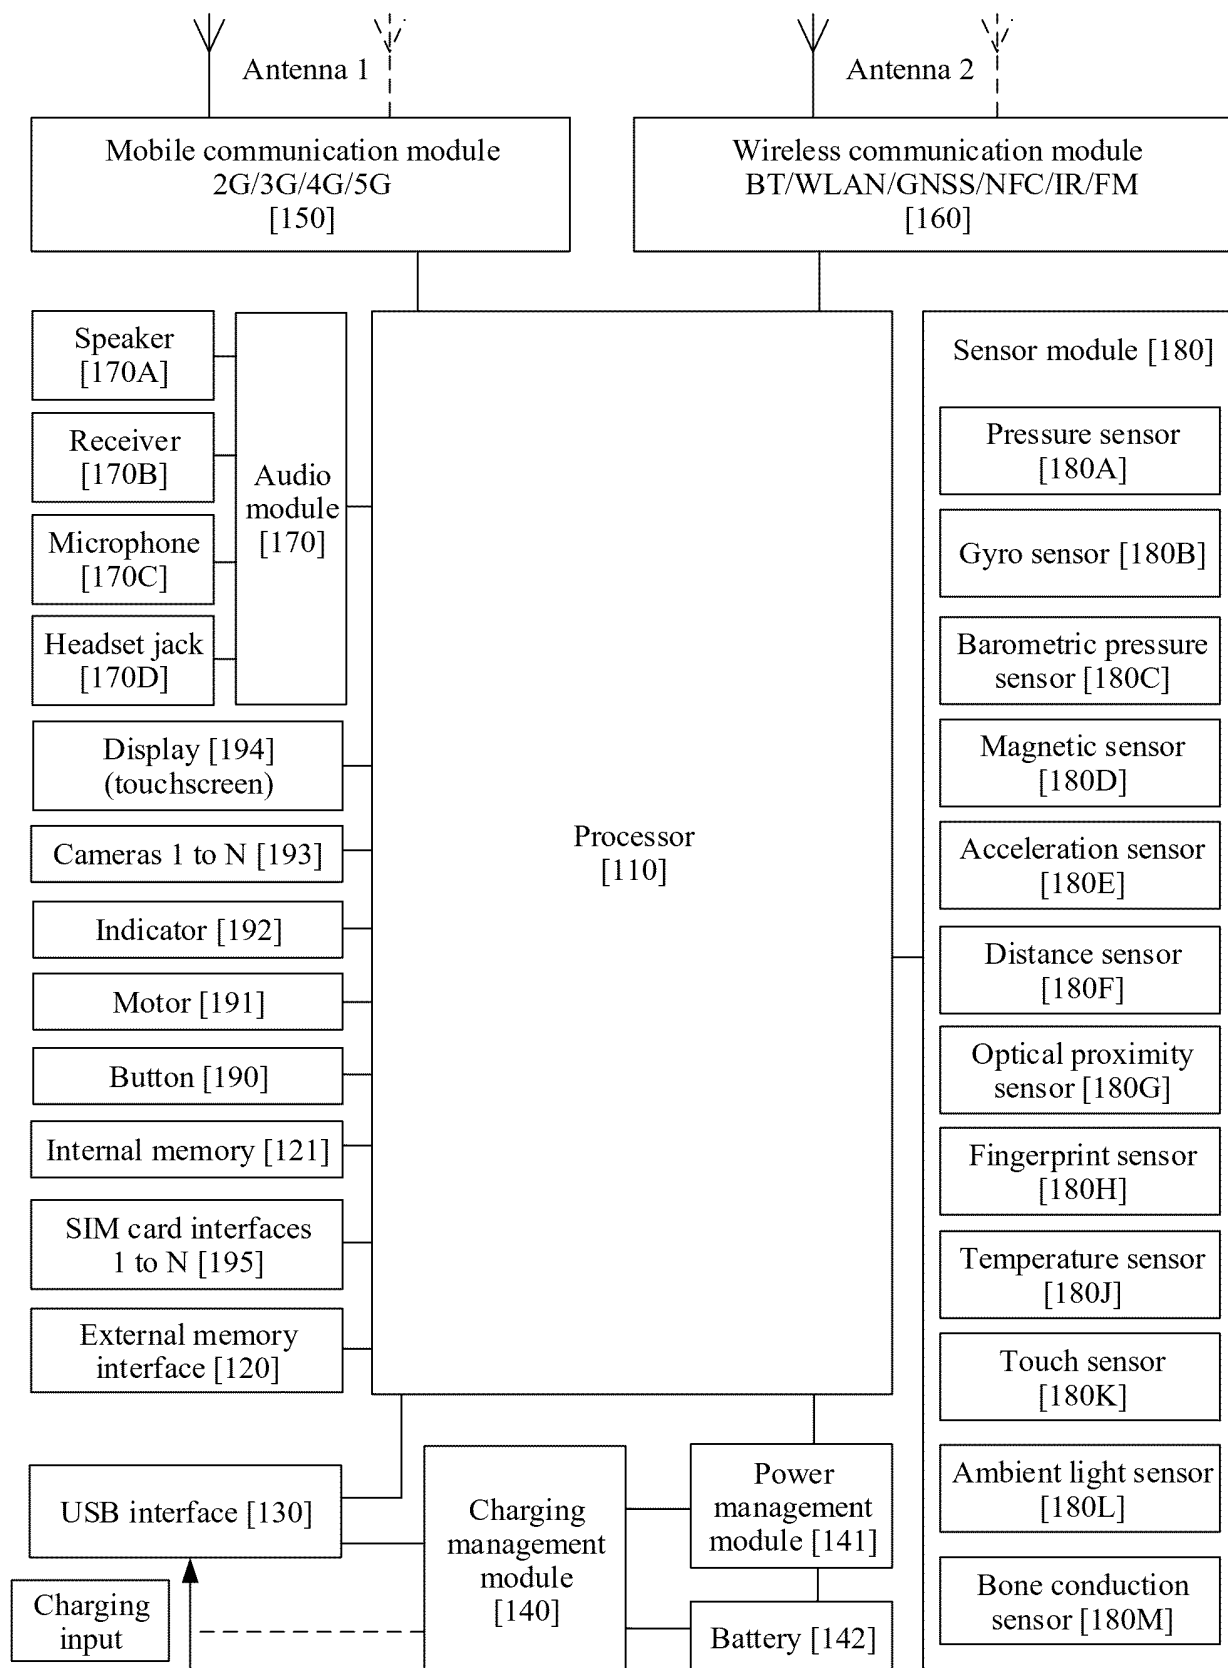 Antenna 1
Antenna 2
Mobile communication module
2G/3G/4G/5G
[150]
Wireless communication module
BT/WLAN/GNSS/NFC/IR/FM
[160]
Speaker
[170A]
Receiver
[170B]
Microphone
[170C]
Headset jack
[170D]
Audio
module
[170]
Display [194]
(touchscreen)
Cameras 1 to N [193]
Indicator [192]
Motor [191]
Button [190]
Internal memory [121]
SIM card interfaces
1 to N [195]
External memory
interface [120]
Processor
[110]
Sensor module [180]
Pressure sensor
[180A]
Gyro sensor [180B]
Barometric pressure
sensor [180C]
Magnetic sensor
[180D]
Acceleration sensor
[180E]
Distance sensor
[180F]
Optical proximity
sensor [180G]
Fingerprint sensor
[180H]
Temperature sensor
[180J]
Touch sensor
[180K]
Ambient light sensor
[180L]
Bone conduction
sensor [180M]
USB interface [130]
Charging
input
Charging
management
module
[140]
Power
management
module [141]
Battery [142]